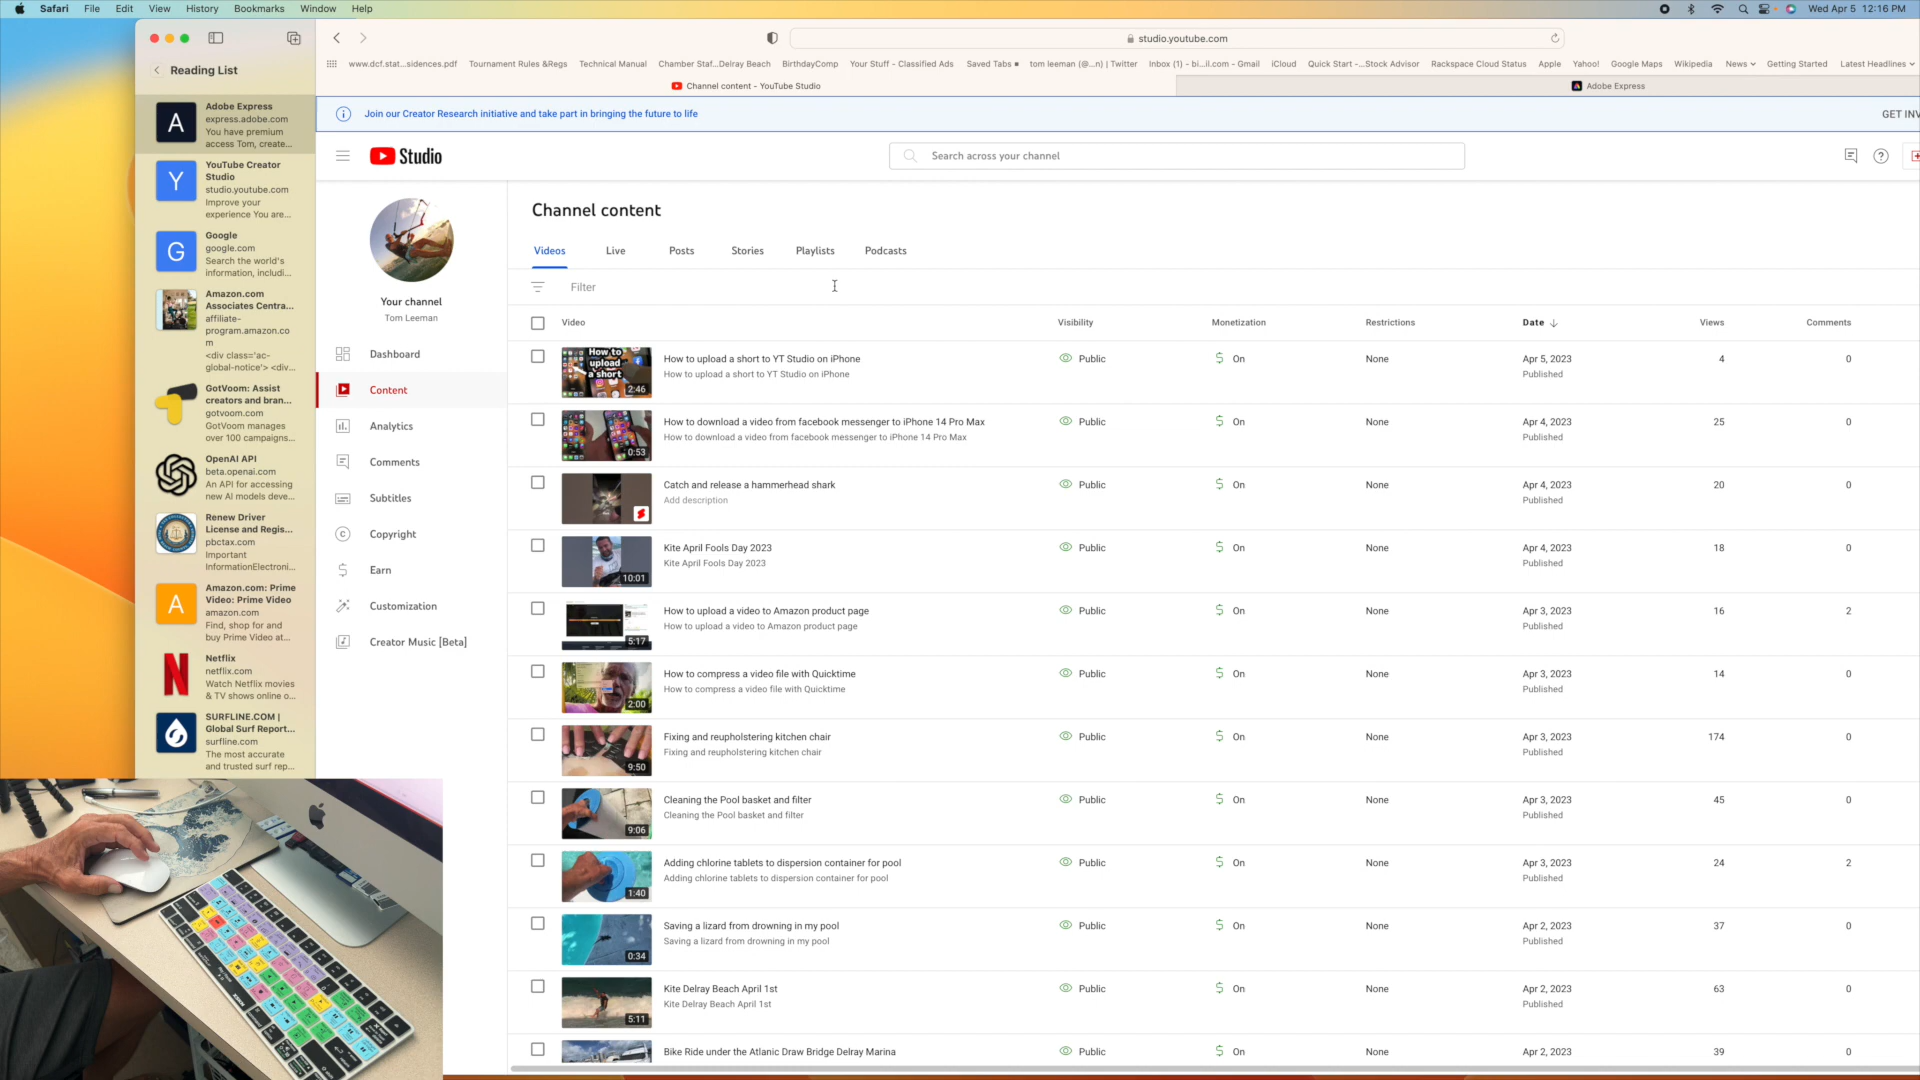 Safari File Edit View History Bookmarks Window Help Wed Apr 5 12:16 PM
studio.youtube.com
Reading List
www.dcf.stat...sidences.pdf Tournament Rules &Regs Technical Manual Chamber Staf...Delray Beach BirthdayComp Your Stuff - Classified Ads Saved Tabs tom leeman (@...n) | Twitter Inbox (1) - bi...il.com - Gmail iCloud Quick Start -...Stock Advisor Rackspace Cloud Status Apple Yahoo! Google Maps Wikipedia News Getting Started Latest Headlines
Channel content - YouTube Studio Adobe Express
A
Adobe Express
express.adobe.com
You have premium
access Tom, create...
Y
YouTube Creator
Studio
studio.youtube.com
Improve your
experience You are...
G
Google
google.com
Search the world's
information, includi...
Amazon.com
Associates Centra...
affiliate-
program.amazon.co
m
<div class='ac-
global-notice'> <div...
GotVoom: Assist
creators and bran...
gotvoom.com
GotVoom manages
over 100 campaigns...
OpenAI API
beta.openai.com
An API for accessing
new AI models deve...
Renew Driver
License and Regis...
pbctax.com
Important
InformationElectroni...
A
Amazon.com: Prime
Video: Prime Video
amazon.com
Find, shop for and
buy Prime Video at...
N
Netflix
netflix.com
Watch Netflix movies
& TV shows online o...
SURFLINE.COM |
Global Surf Report...
surfline.com
The most accurate
and trusted surf rep...
Join our Creator Research initiative and take part in bringing the future to life GET INV
Studio
Search across your channel
Your channel
Tom Leeman
Dashboard
Content
Analytics
Comments
Subtitles
Copyright
Earn
Customization
Creator Music [Beta]
Channel content
Videos Live Posts Stories Playlists Podcasts
Filter
Video Visibility Monetization Restrictions Date Views Comments
How to upload a short
2:46
How to upload a short to YT Studio on iPhone Public On None Apr 5, 2023 4 0
How to upload a short to YT Studio on iPhone Published
0:53
How to download a video from facebook messenger to iPhone 14 Pro Max Public On None Apr 4, 2023 25 0
How to download a video from facebook messenger to iPhone 14 Pro Max Published
Catch and release a hammerhead shark Public On None Apr 4, 2023 20 0
Add description Published
10:01
Kite April Fools Day 2023 Public On None Apr 4, 2023 18 0
Kite April Fools Day 2023 Published
5:17
How to upload a video to Amazon product page Public On None Apr 3, 2023 16 2
How to upload a video to Amazon product page Published
2:00
How to compress a video file with Quicktime Public On None Apr 3, 2023 14 0
How to compress a video file with Quicktime Published
9:50
Fixing and reupholstering kitchen chair Public On None Apr 3, 2023 174 0
Fixing and reupholstering kitchen chair Published
9:06
Cleaning the Pool basket and filter Public On None Apr 3, 2023 45 0
Cleaning the Pool basket and filter Published
1:40
Adding chlorine tablets to dispersion container for pool Public On None Apr 3, 2023 24 2
Adding chlorine tablets to dispersion container for pool Published
0:34
Saving a lizard from drowning in my pool Public On None Apr 2, 2023 37 0
Saving a lizard from drowning in my pool Published
5:11
Kite Delray Beach April 1st Public On None Apr 2, 2023 63 0
Kite Delray Beach April 1st Published
Bike Ride under the Atlanic Draw Bridge Delray Marina Public On None Apr 2, 2023 39 0